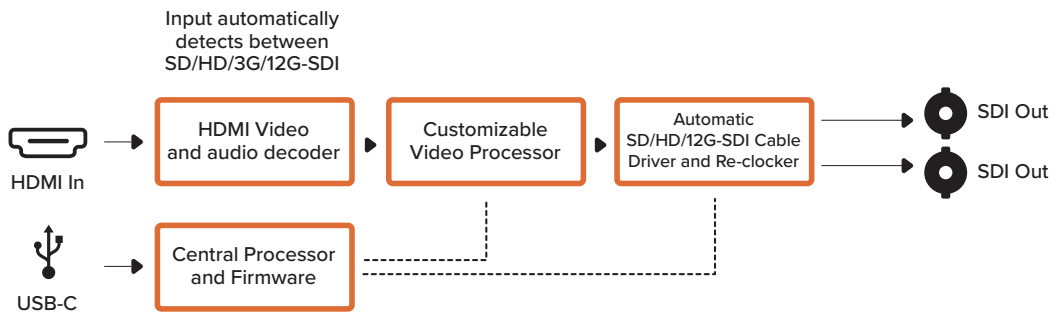 Input automatically
detects between
SD/HD/3G/12G-SDI
HDMI In
HDMI Video
and audio decoder
Customizable
Video Processor
Automatic
SD/HD/12G-SDI Cable
Driver and Re-clocker
SDI Out
SDI Out
USB-C
Central Processor
and Firmware